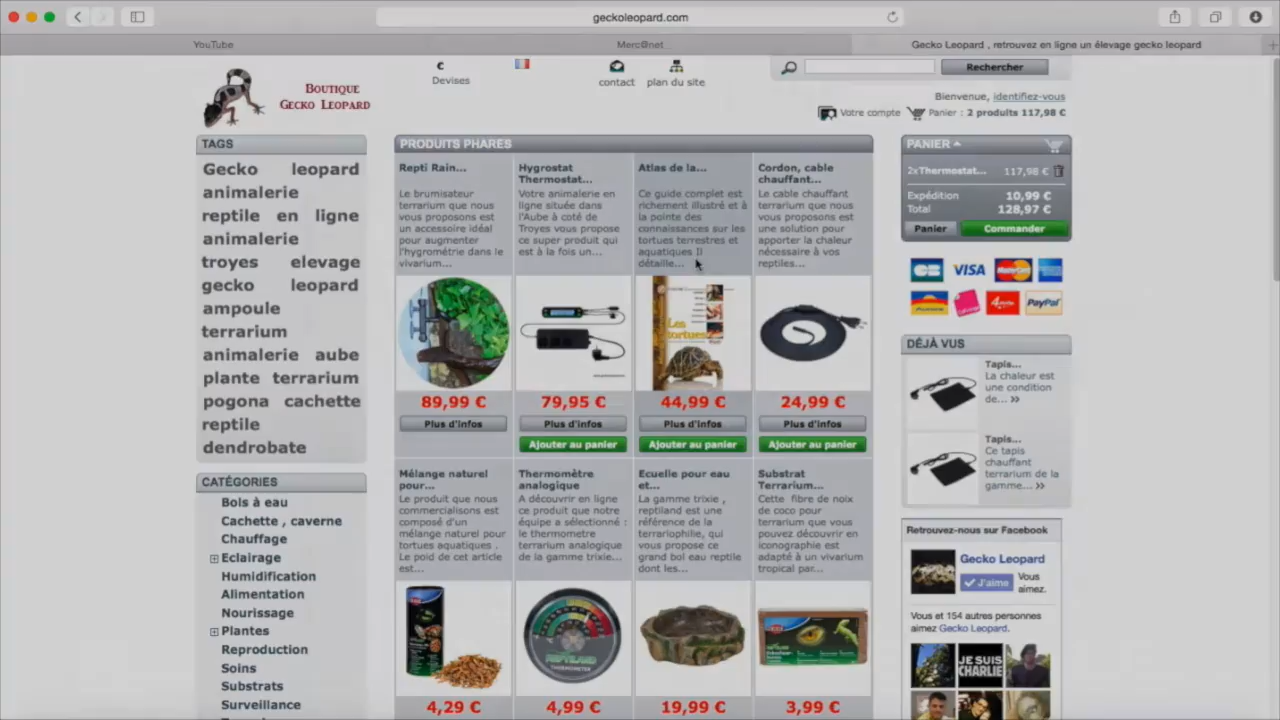 geckoleopard.com
YouTube
Merc@net
Gecko Leopard , retrouvez en ligne un élevage gecko leopard
€
Devises
contact
plan du site
Rechercher
Bienvenue, identifiez-vous
Votre compte
Panier : 2 produits 117,98 €
BOUTIQUE
GECKO LEOPARD
TAGS
Gecko leopard
animalerie
reptile en ligne
animalerie
troyes elevage
gecko leopard
ampoule
terrarium
animalerie aube
plante terrarium
pogona cachette
reptile
dendrobate
CATÉGORIES
Bols à eau
Cachette , caverne
Chauffage
Eclairage
Humidification
Alimentation
Nourissage
Plantes
Reproduction
Soins
Substrats
Surveillance
PRODUITS PHARES
Repti Rain...
Le brumisateur
terrarium que nous
vous proposons est
un accessoire idéal
pour augmenter
l'hygrométrie dans le
vivarium...
89,99 €
Plus d'infos
Hygrostat
Thermostat...
Votre animalerie en
ligne située dans
l'Aube à coté de
Troyes vous propose
ce super produit qui
est à la fois un...
79,95 €
Plus d'infos
Ajouter au panier
Atlas de la...
Ce guide complet est
richement illustré et à
la pointe des
connaissances sur les
tortues terrestres et
aquatiques Il
détaille...
Les
tortues
44,99 €
Plus d'infos
Ajouter au panier
Cordon, cable
chauffant...
Le cable chauffant
terrarium que nous
vous proposons est
une solution pour
apporter la chaleur
nécessaire à vos
reptiles...
24,99 €
Plus d'infos
Ajouter au panier
Mélange naturel
pour...
Le produit que nous
commercialisons est
composé d'un
mélange naturel pour
tortues aquatiques .
Le poid de cet article
est...
4,29 €
Thermomètre
analogique
A découvrir en ligne
ce produit que notre
équipe a sélectionné :
le thermometre
terrarium analogique
de la gamme trixie...
REPTILAND
THERMOMETER
4,99 €
Ecuelle pour eau
et...
La gamme trixie ,
reptiland est une
référence de la
terrariophilie, qui
vous propose ce
grand bol eau reptile
dont les...
19,99 €
Substrat
Terrarium...
Cette fibre de noix
de coco pour
terrarium que vous
pouvez découvrir en
iconographie est
adapté à un vivarium
tropical par...
3,99 €
PANIER
2xThermostat... 117,98 €
Expédition 10,99 €
Total 128,97 €
Panier
Commander
CB
VISA
MasterCard
PayPal
DÉJÀ VUS
Tapis...
La chaleur est
une condition
de... »
Tapis...
Ce tapis
chauffant
terrarium de la
gamme... »
Retrouvez-nous sur Facebook
Gecko Leopard
J'aime
Vous
aimez.
Vous et 154 autres personnes
aimez Gecko Leopard.
JE SUIS
CHARLIE